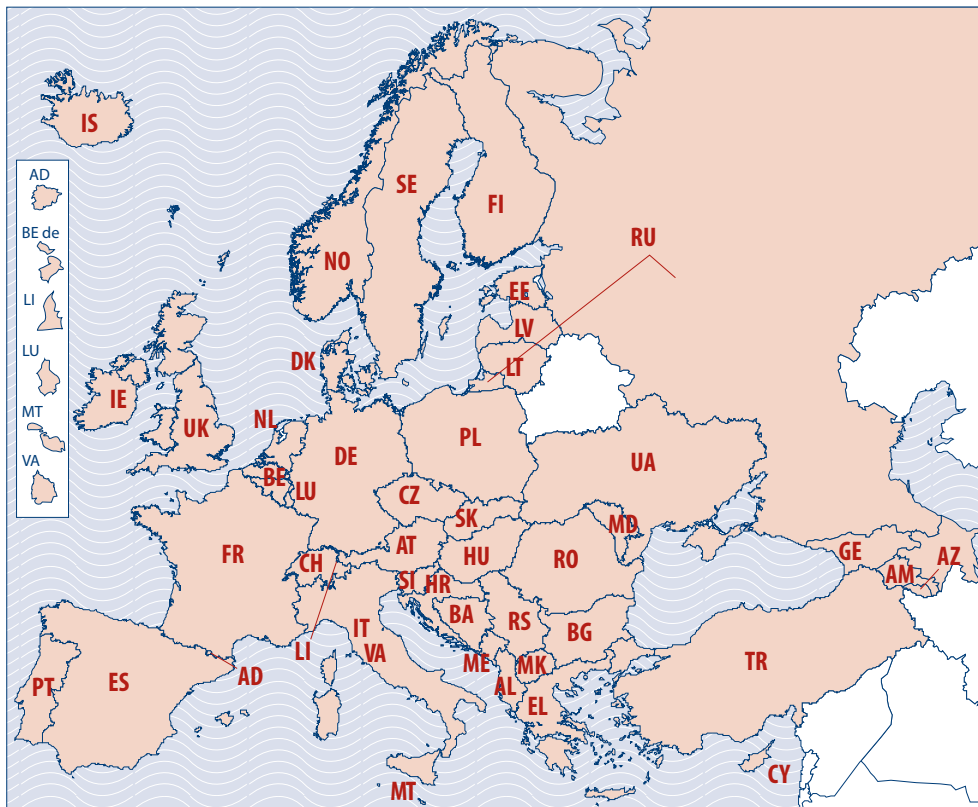 IS
AD
BE de
LI
LU
MT
VA
SE
FI
NO
RU
EE
LV
LT
DK
IE
UK
NL
BE
LU
DE
PL
UA
CZ
SK
MD
FR
CH
AT
HU
RO
GE
AM
AZ
SI
HR
BA
RS
BG
IT
VA
LI
ME
MK
AL
EL
TR
PT
ES
AD
MT
CY